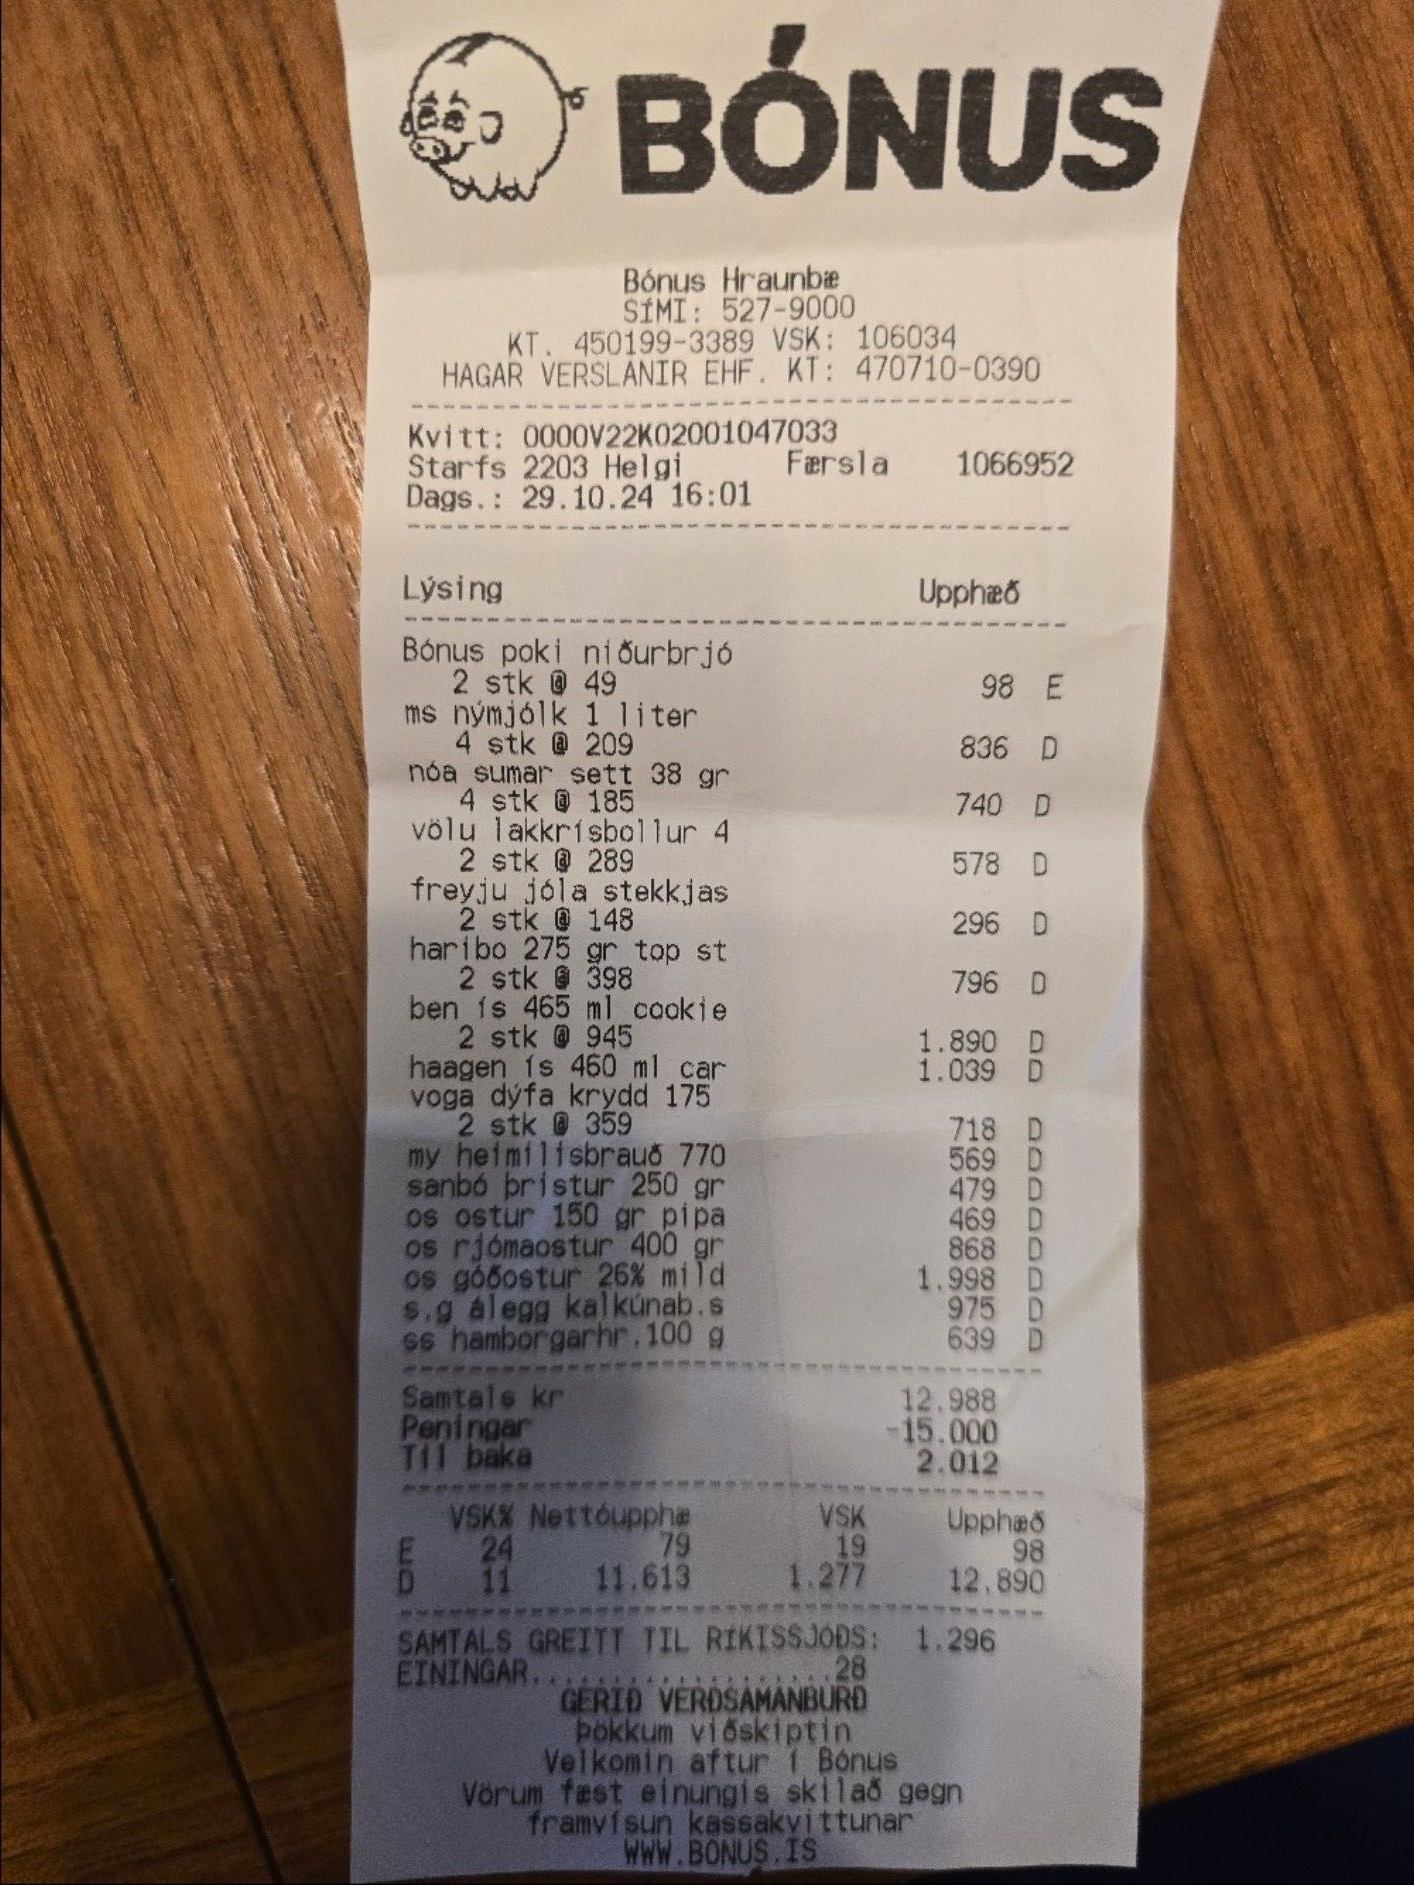 BÓNUS
Bónus Hraunbæ
SÍMI: 527-9000
KT. 450199-3389 VSK: 106034
HAGAR VERSLANIR EHF. KT: 470710-0390
Kvitt: 0000V22K02001047033
Starfs 2203 Helgi Færsla 1066952
Dags.: 29.10.24 16:01
Lýsing Upphæð
Bónus poki niðurbrjó
2 stk @ 49 98 E
ms nýmjólk 1 liter
4 stk @ 209 836 D
nóa sumar sett 38 gr
4 stk @ 185 740 D
völu lakkrísbollur 4
2 stk @ 289 578 D
freyju jóla stekkjas
2 stk @ 148 296 D
haribo 275 gr top st
2 stk @ 398 796 D
ben ís 465 ml cookie
2 stk @ 945 1.890 D
haagen ís 460 ml car 1.039 D
voga dýfa krydd 175
2 stk @ 359 718 D
my heimilisbrauð 770 569 D
sanbó þristur 250 gr 479 D
os ostur 150 gr pipa 469 D
os rjómaostur 400 gr 868 D
os góðostur 26% mild 1.998 D
s.g álegg kalkúnab.s 975 D
ss hamborgarhr.100 g 639 D
Samtals kr 12.988
Peningar -15.000
Til baka 2.012
VSK% Nettóupphæ VSK Upphæð
E 24 79 19 98
D 11 11.613 1.277 12.890
SAMTALS GREITT TIL RÍKISSJÓÐS: 1.296
EININGAR...................28
GERIÐ VERÐSAMANBURÐ
Þökkum viðskiptin
Velkomin aftur í Bónus
Vörum fæst einungis skilað gegn
framvísun kassakvittunar
WWW.BONUS.IS